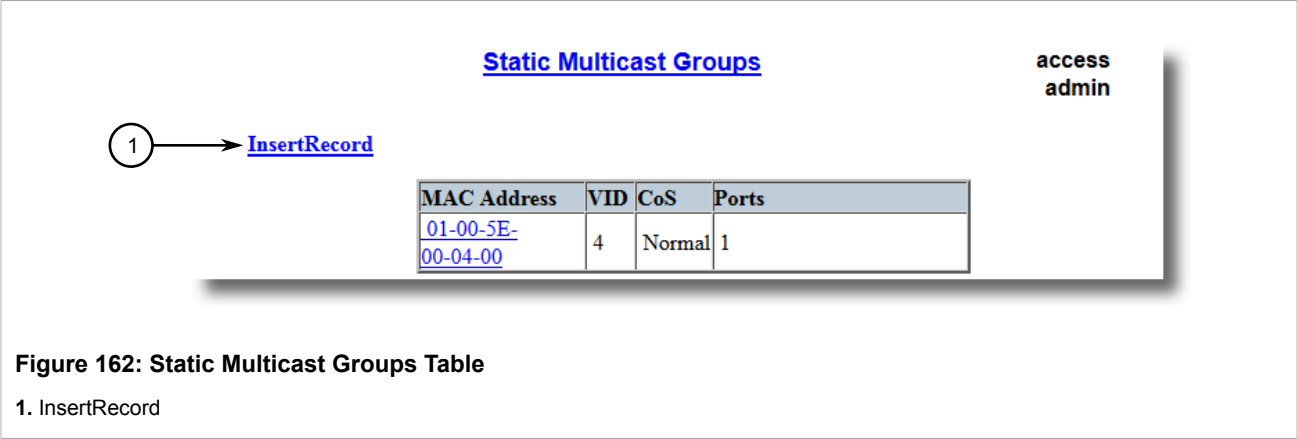 Static Multicast Groups
access
admin
1
InsertRecord
MAC Address VID CoS Ports
01-00-5E-
00-04-00
4 Normal 1
Figure 162: Static Multicast Groups Table
1. InsertRecord